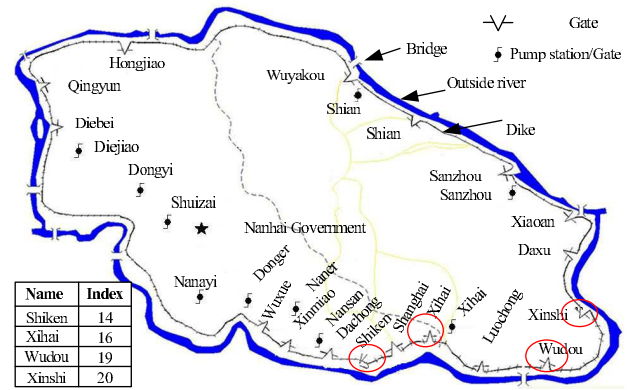 Gate
Bridge
Pump station/Gate
Hongjiao
Wuyakou
Qingyun
Outside river
Shian
Diebei
Shian
Dike
Diejiao
Dongyi
Sanzhou
Sanzhou
Shuizai
Xiaoan
Nanhai Government
Daxu
Nanayi
Donger
Naner
Wuxue
Xinmiao
Nansan
Dachong
Shiken
Shanghai
Xihai
Xihai
Luochong
Xinshi
Wudou
Name Index
Shiken 14
Xihai 16
Wudou 19
Xinshi 20